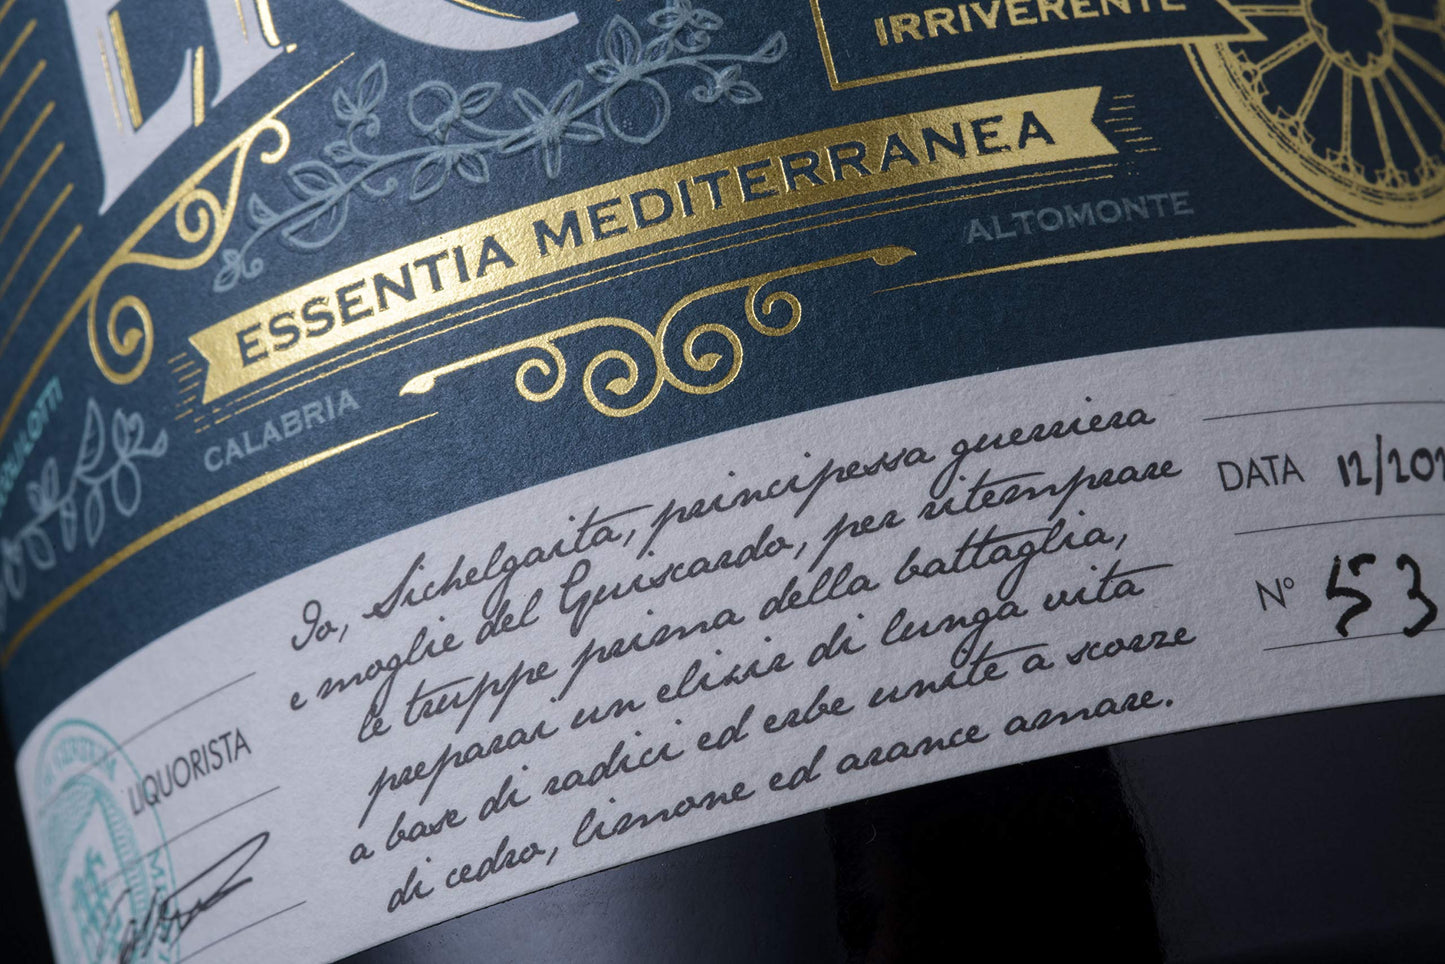 IRRIVERENTE
ESSENTIA MEDITERRANEA
ALTOMONTE
CALABRIA
Io, Sichelgaita, principessa guerriera
e moglie del Guiscardo, per ritemprare
le truppe prima della battaglia,
preparai un elisir di lunga vita
a base di radici ed erbe unite a scorze
di cedro, limone ed arance amare.
DATA 12/202
N° 53
LIQUORISTA